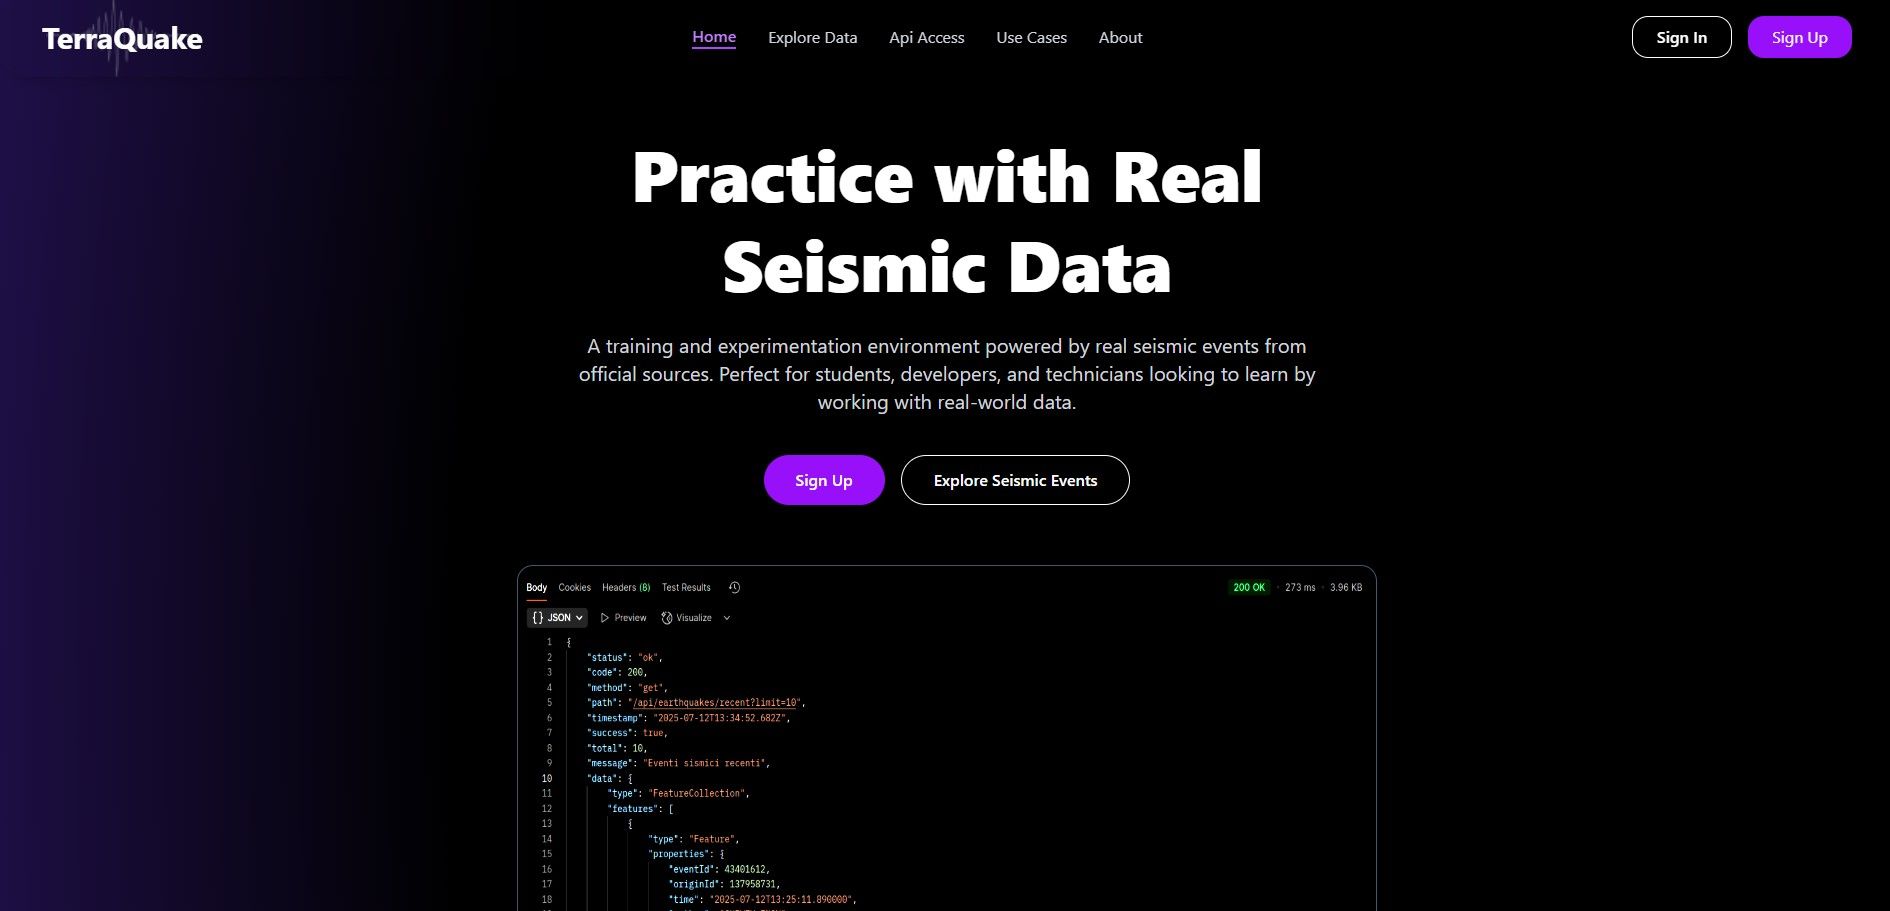 TerraQuake
Home Explore Data Api Access Use Cases About
Sign In Sign Up
Practice with Real
Seismic Data
A training and experimentation environment powered by real seismic events from
official sources. Perfect for students, developers, and technicians looking to learn by
working with real-world data.
Sign Up Explore Seismic Events
Body Cookies Headers (8) Test Results 200 OK · 273 ms · 3.96 KB
{} JSON Preview Visualize
1 {
2 "status": "ok",
3 "code": 200,
4 "method": "get",
5 "path": "/api/earthquakes/recent?limit=10",
6 "timestamp": "2025-07-12T13:34:52.682Z",
7 "success": true,
8 "total": 10,
9 "message": "Eventi sismici recenti",
10 "data": {
11 "type": "FeatureCollection",
12 "features": [
13 {
14 "type": "Feature",
15 "properties": {
16 "eventId": 43401612,
17 "originId": 137958731,
18 "time": "2025-07-12T13:25:11.890000",